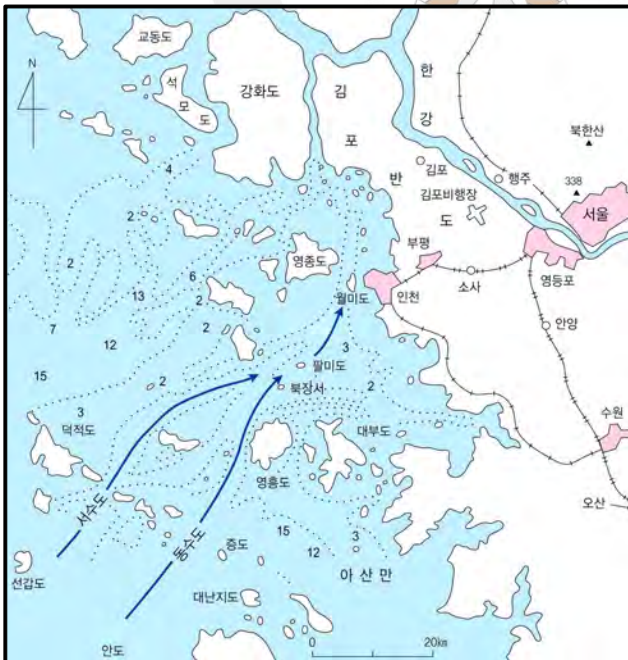 교동도
석
모
도
강화도
김
포
반
도
한
강
북한산
N
4
김포
행주
김포비행장
338
서울
2
2
부평
영종도
6
13
2
월미도
인천
소사
영등포
7
12
2
3
안양
15
2
팔미도
2
북장서
3
덕적도
대부도
수원
영흥도
서수도
동수도
15
증도
12
3
오산
아산만
선갑도
대난지도
안도
0
20km